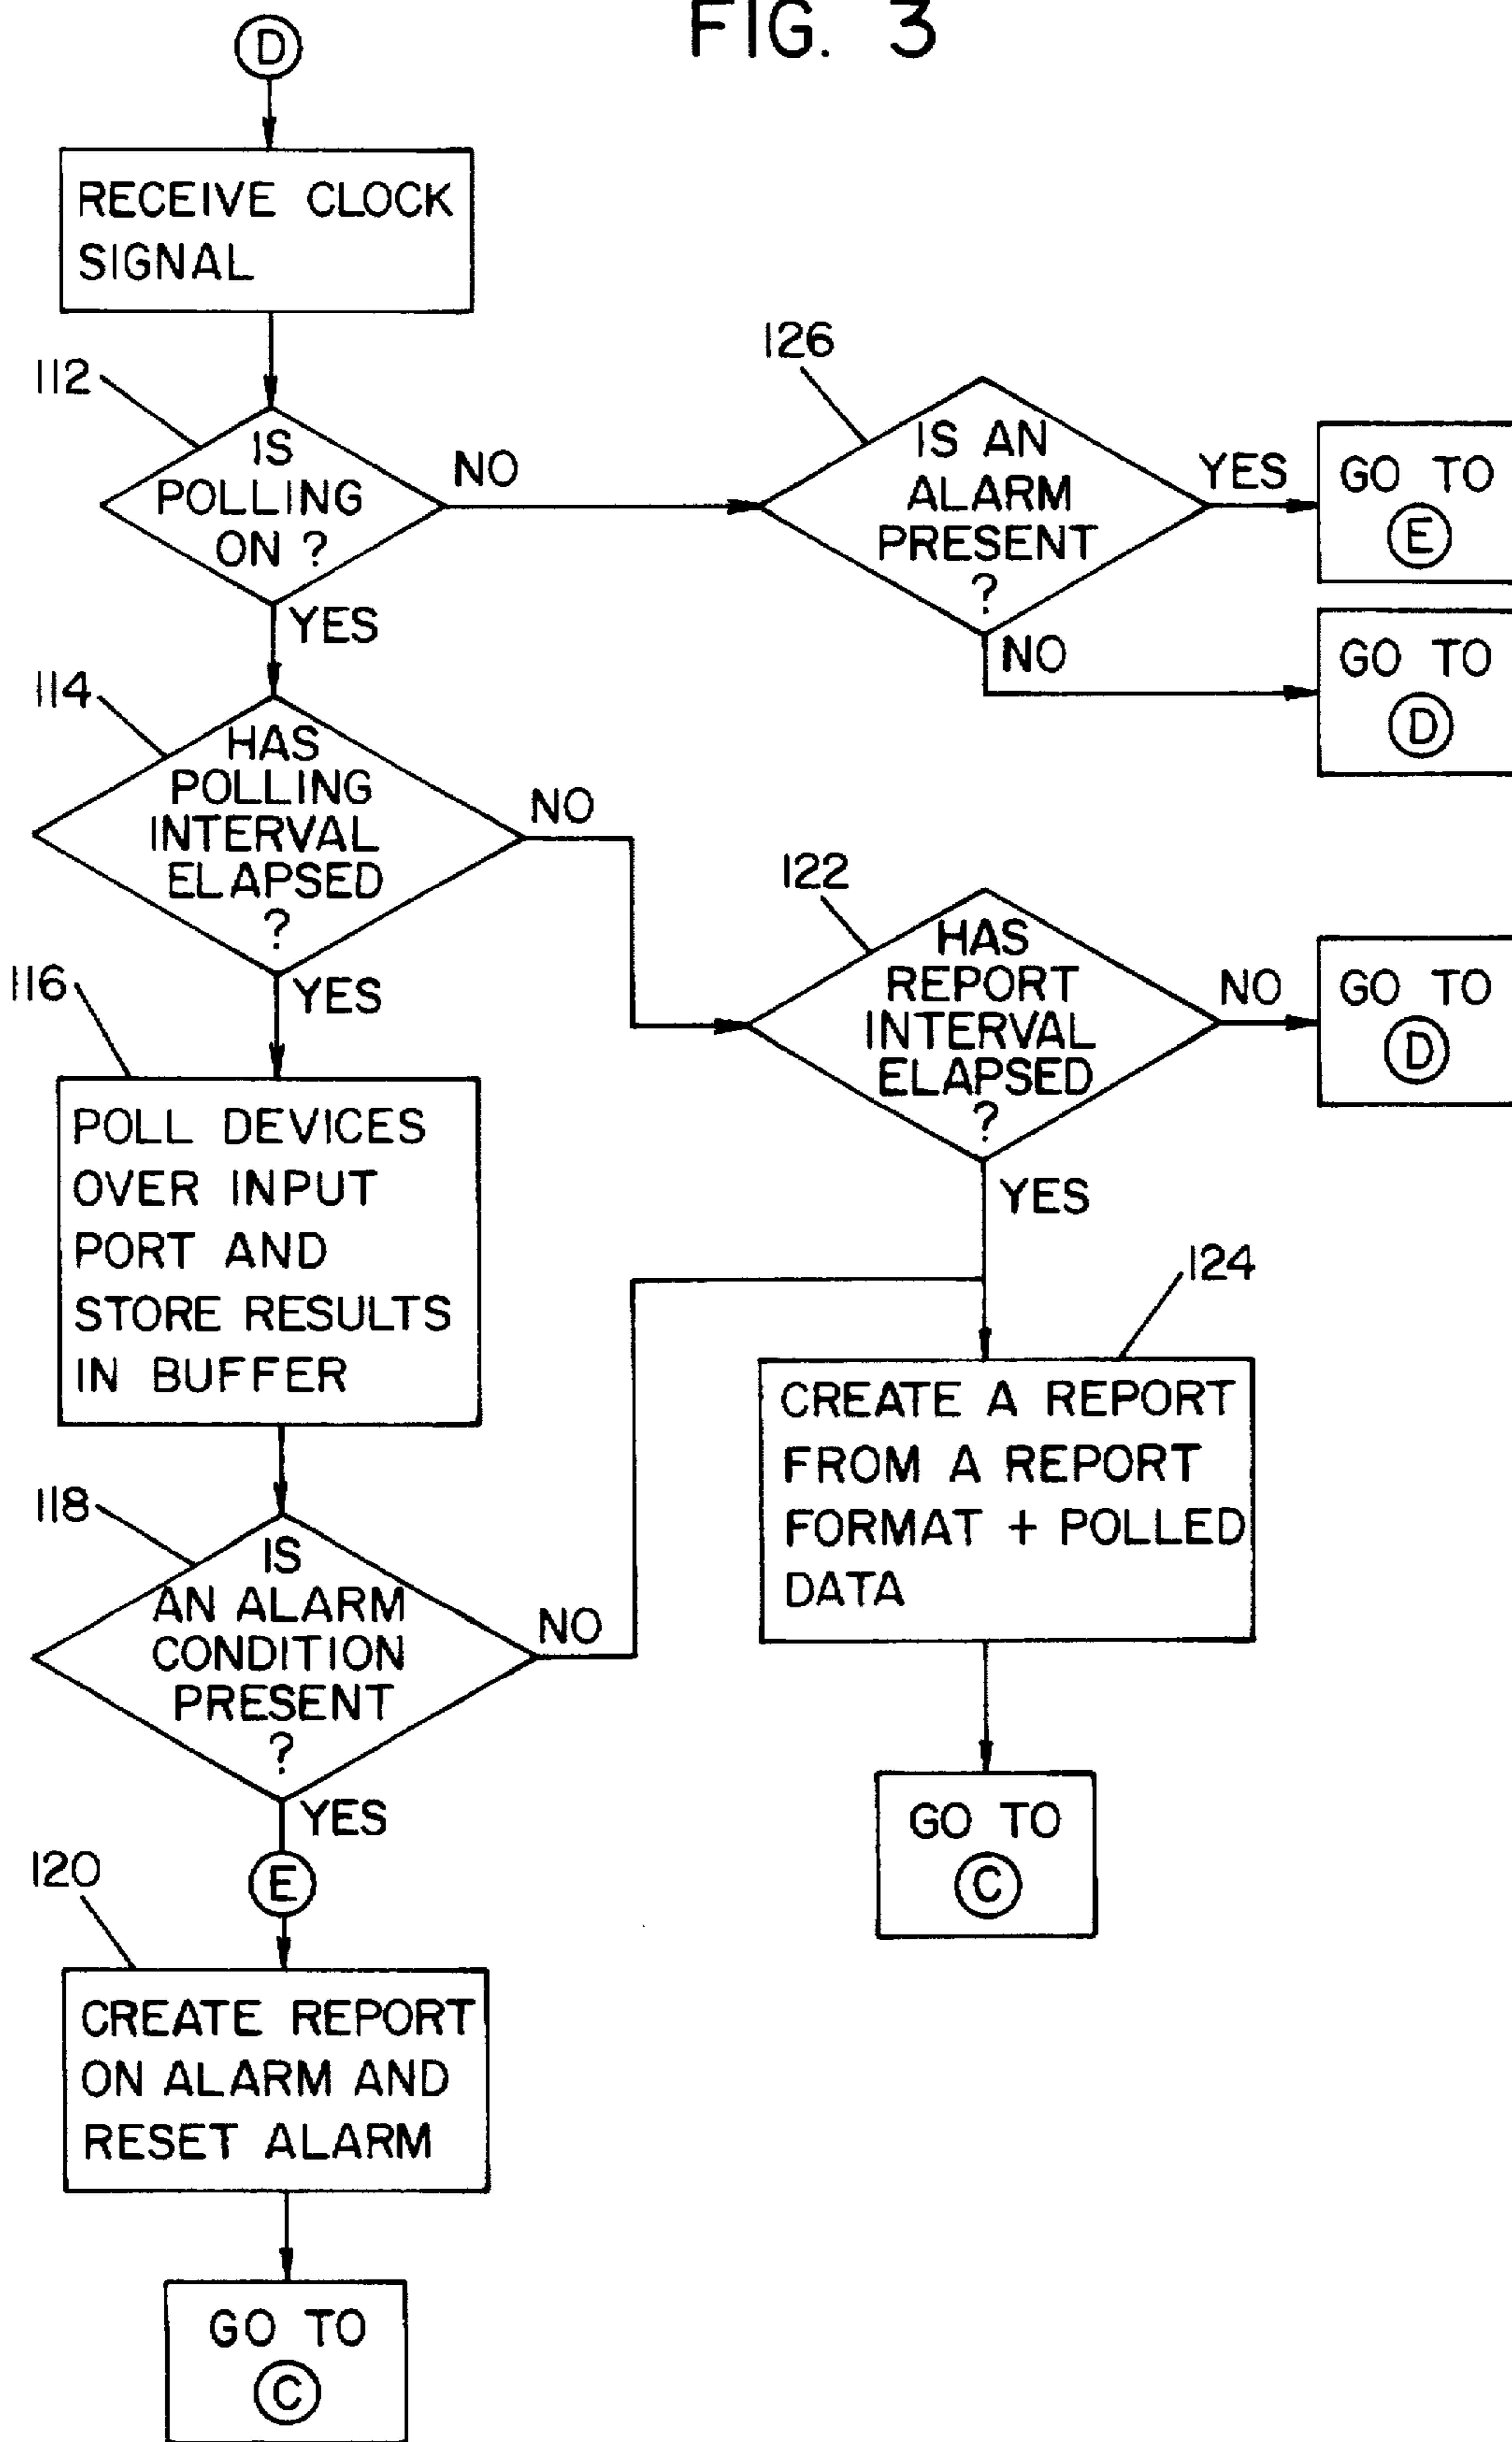 FIG. 3
D
RECEIVE CLOCK
SIGNAL
112
IS
POLLING
ON ?
NO
YES
126
IS AN
ALARM
PRESENT
?
YES
GO TO
E
NO
GO TO
D
114
HAS
POLLING
INTERVAL
ELAPSED
?
NO
YES
122
HAS
REPORT
INTERVAL
ELAPSED
?
NO
GO TO
D
YES
116
POLL DEVICES
OVER INPUT
PORT AND
STORE RESULTS
IN BUFFER
124
CREATE A REPORT
FROM A REPORT
FORMAT + POLLED
DATA
GO TO
C
118
IS
AN ALARM
CONDITION
PRESENT
?
NO
YES
E
120
CREATE REPORT
ON ALARM AND
RESET ALARM
GO TO
C